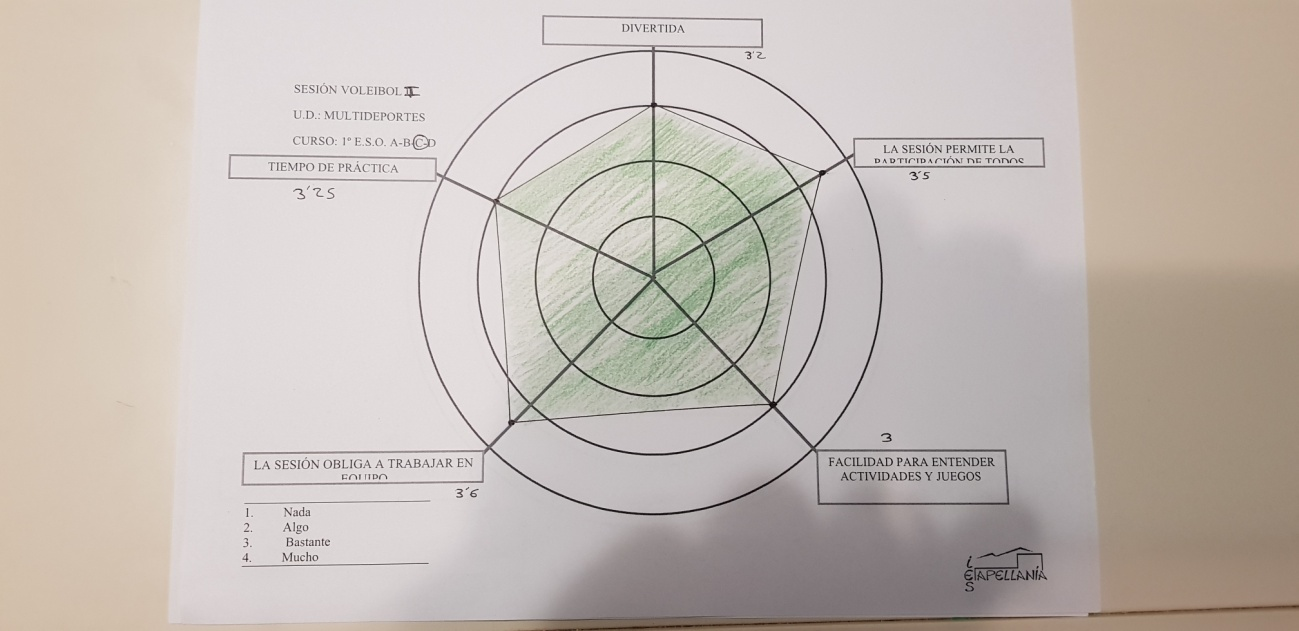 DIVERTIDA
3'2
SESIÓN VOLEIBOL II
U.D.: MULTIDEPORTES
CURSO: 1º E.S.O. A-B-C-D
LA SESIÓN PERMITE LA
PARTICIPACIÓN DE TODOS
3'5
TIEMPO DE PRÁCTICA
3'25
3
FACILIDAD PARA ENTENDER
ACTIVIDADES Y JUEGOS
LA SESIÓN OBLIGA A TRABAJAR EN
EQUIPO
3'6
1. Nada
2. Algo
3. Bastante
4. Mucho
iES
lAPELLANÍA